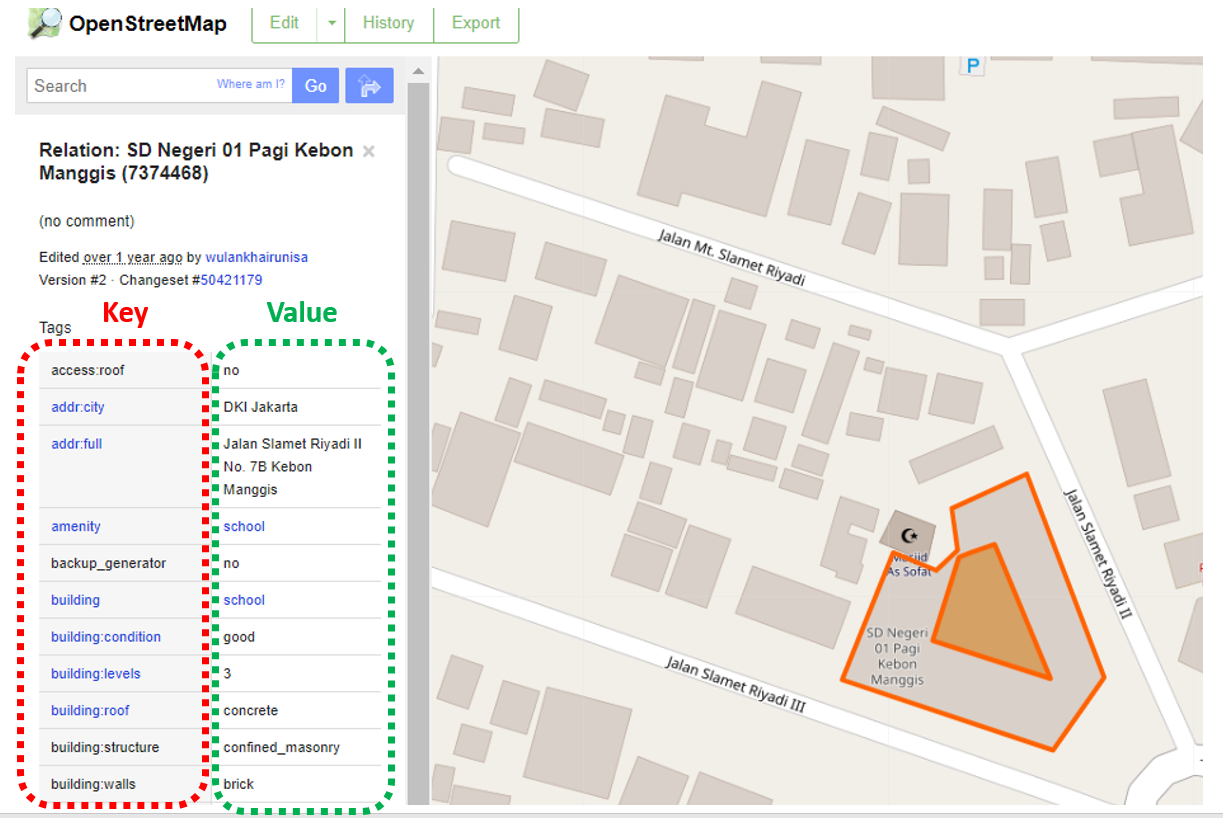 OpenStreetMap
Edit
History
Export
Search
Where am I?
Go
Relation: SD Negeri 01 Pagi Kebon
Manggis (7374468)
(no comment)
Edited over 1 year ago by wulankhairunisa
Version #2 · Changeset #50421179
Tags
Key
Value
access:roof no
addr:city DKI Jakarta
addr:full Jalan Slamet Riyadi II
No. 7B Kebon
Manggis
amenity school
backup_generator no
building school
building:condition good
building:levels 3
building:roof concrete
building:structure confined_masonry
building:walls brick
P
Jalan Mt. Slamet Riyadi
Jalan Slamet Riyadi II
Masjid
As Sofat
SD Negeri
01 Pagi
Kebon
Manggis
Jalan Slamet Riyadi III